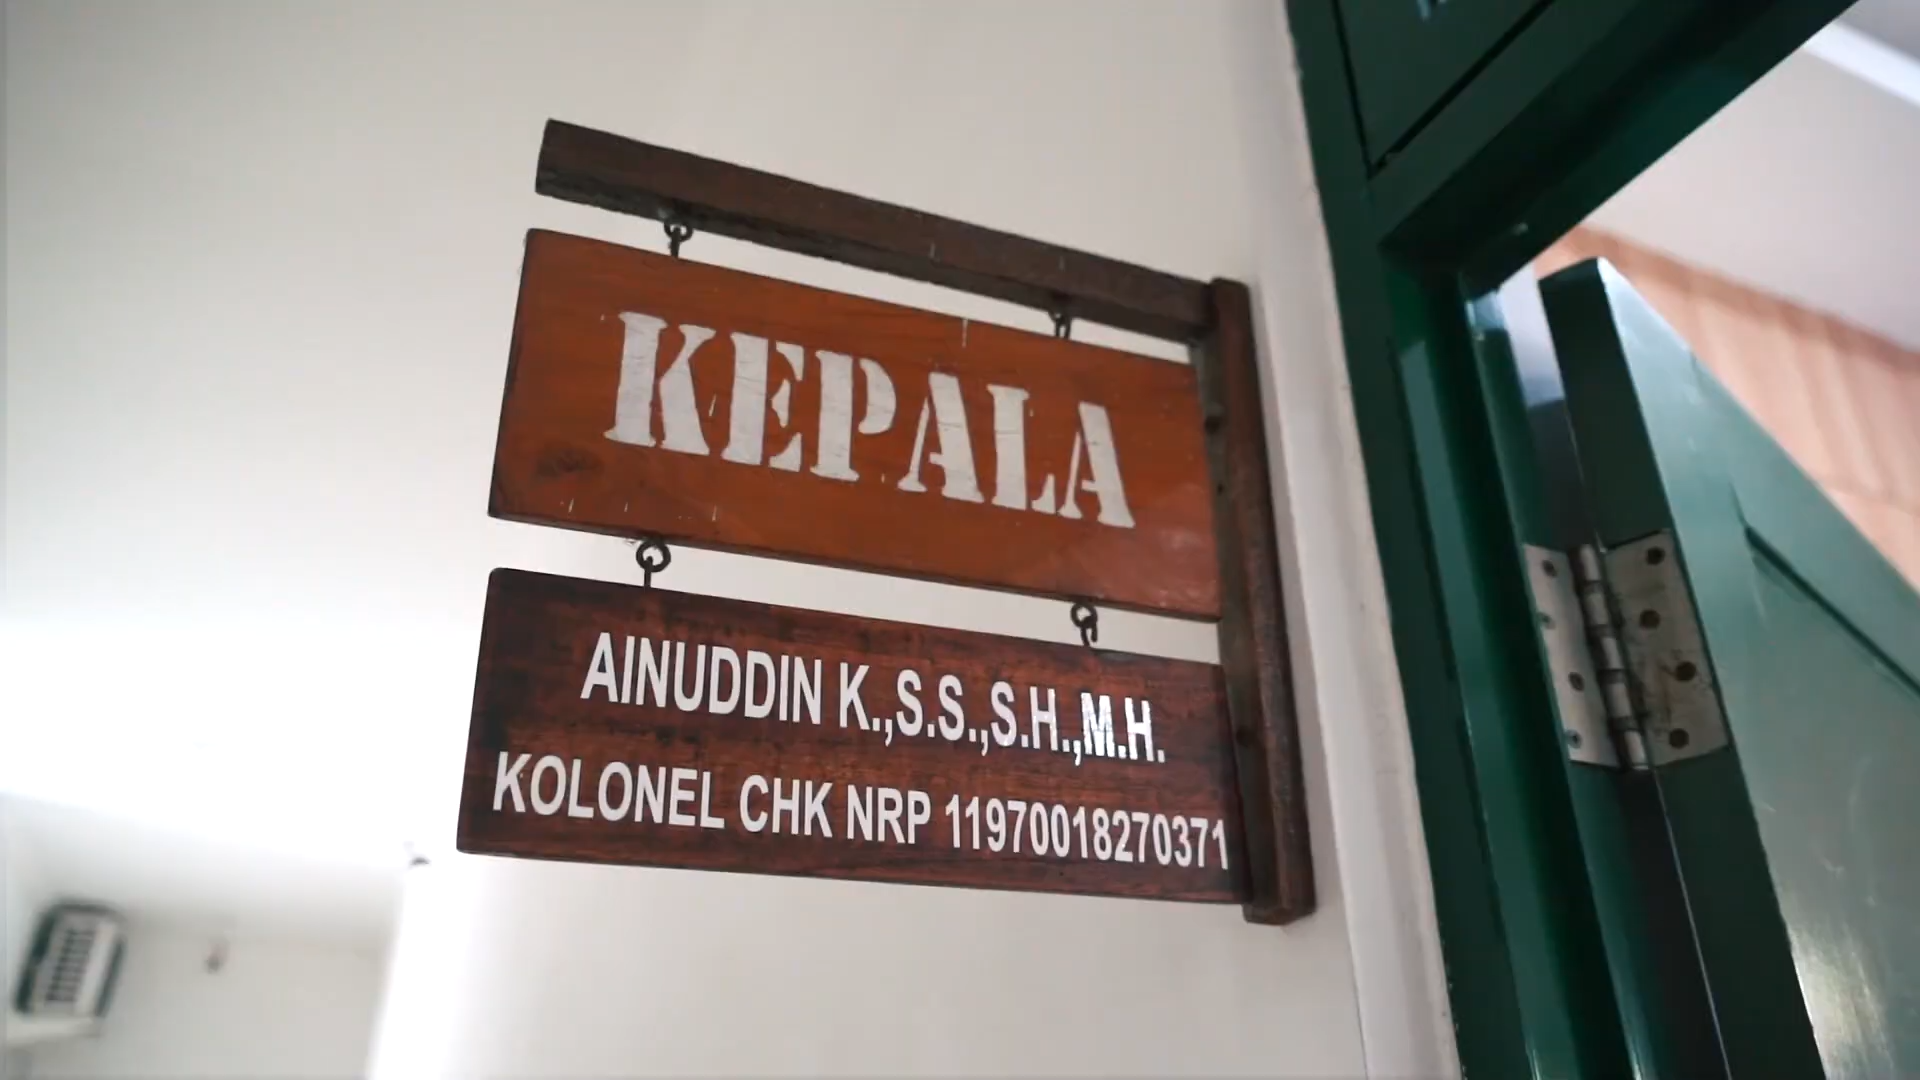 KEPALA
AINUDDIN K.,S.S.,S.H.,M.H.
KOLONEL CHK NRP 11970018270371